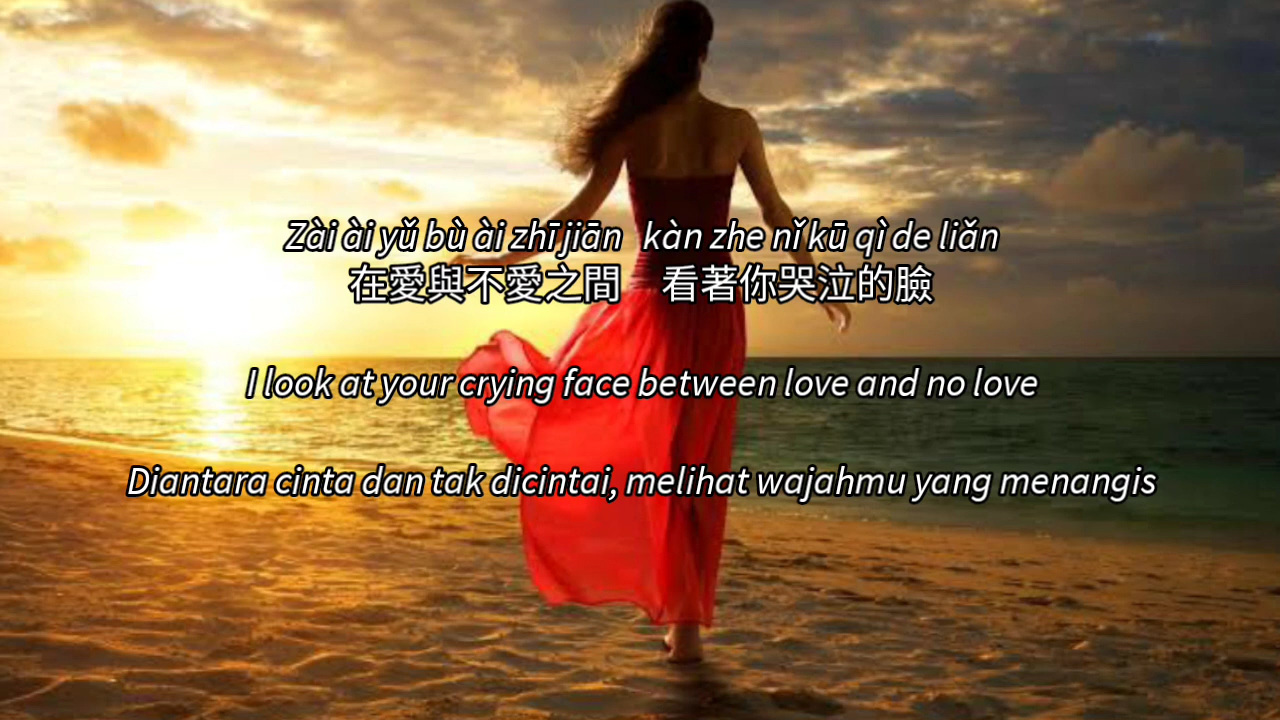 Zài ài yǔ bù ài zhī jiān   kàn zhe nǐ kū qì de liǎn
在愛與不愛之間　看著你哭泣的臉
I look at your crying face between love and no love
Diantara cinta dan tak dicintai, melihat wajahmu yang menangis